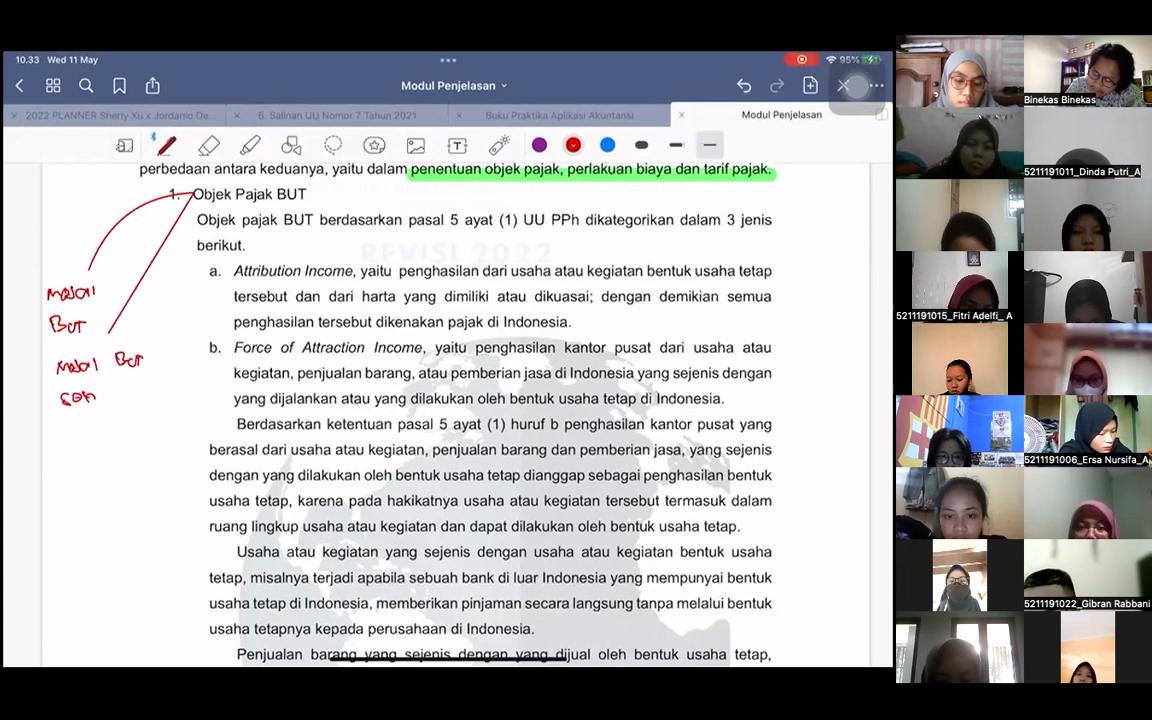 10.33 Wed 11 May
95%
Modul Penjelasan
2022 PLANNER Sherly Xu x Jordanio De...
6. Salinan UU Nomor 7 Tahun 2021
Buku Praktika Aplikasi Akuntansi
Modul Penjelasan
perbedaan antara keduanya, yaitu dalam penentuan objek pajak, perlakuan biaya dan tarif pajak.
1. Objek Pajak BUT
Objek pajak BUT berdasarkan pasal 5 ayat (1) UU PPh dikategorikan dalam 3 jenis
berikut.
REVISI 2022
a. Attribution Income, yaitu penghasilan dari usaha atau kegiatan bentuk usaha tetap
tersebut dan dari harta yang dimiliki atau dikuasai; dengan demikian semua
penghasilan tersebut dikenakan pajak di Indonesia.
b. Force of Attraction Income, yaitu penghasilan kantor pusat dari usaha atau
kegiatan, penjualan barang, atau pemberian jasa di Indonesia yang sejenis dengan
yang dijalankan atau yang dilakukan oleh bentuk usaha tetap di Indonesia.
Berdasarkan ketentuan pasal 5 ayat (1) huruf b penghasilan kantor pusat yang
berasal dari usaha atau kegiatan, penjualan barang dan pemberian jasa, yang sejenis
dengan yang dilakukan oleh bentuk usaha tetap dianggap sebagai penghasilan bentuk
usaha tetap, karena pada hakikatnya usaha atau kegiatan tersebut termasuk dalam
ruang lingkup usaha atau kegiatan dan dapat dilakukan oleh bentuk usaha tetap.
Usaha atau kegiatan yang sejenis dengan usaha atau kegiatan bentuk usaha
tetap, misalnya terjadi apabila sebuah bank di luar Indonesia yang mempunyai bentuk
usaha tetap di Indonesia, memberikan pinjaman secara langsung tanpa melalui bentuk
usaha tetapnya kepada perusahaan di Indonesia.
Penjualan barang yang sejenis dengan yang dijual oleh bentuk usaha tetap,
BUT
BUT
Binekas Binekas
5211191011_Dinda Putri_A
5211191015_Fitri Adelfi_ A
5211191006_Ersa Nursifa_A
5211191022_Gibran Rabbani